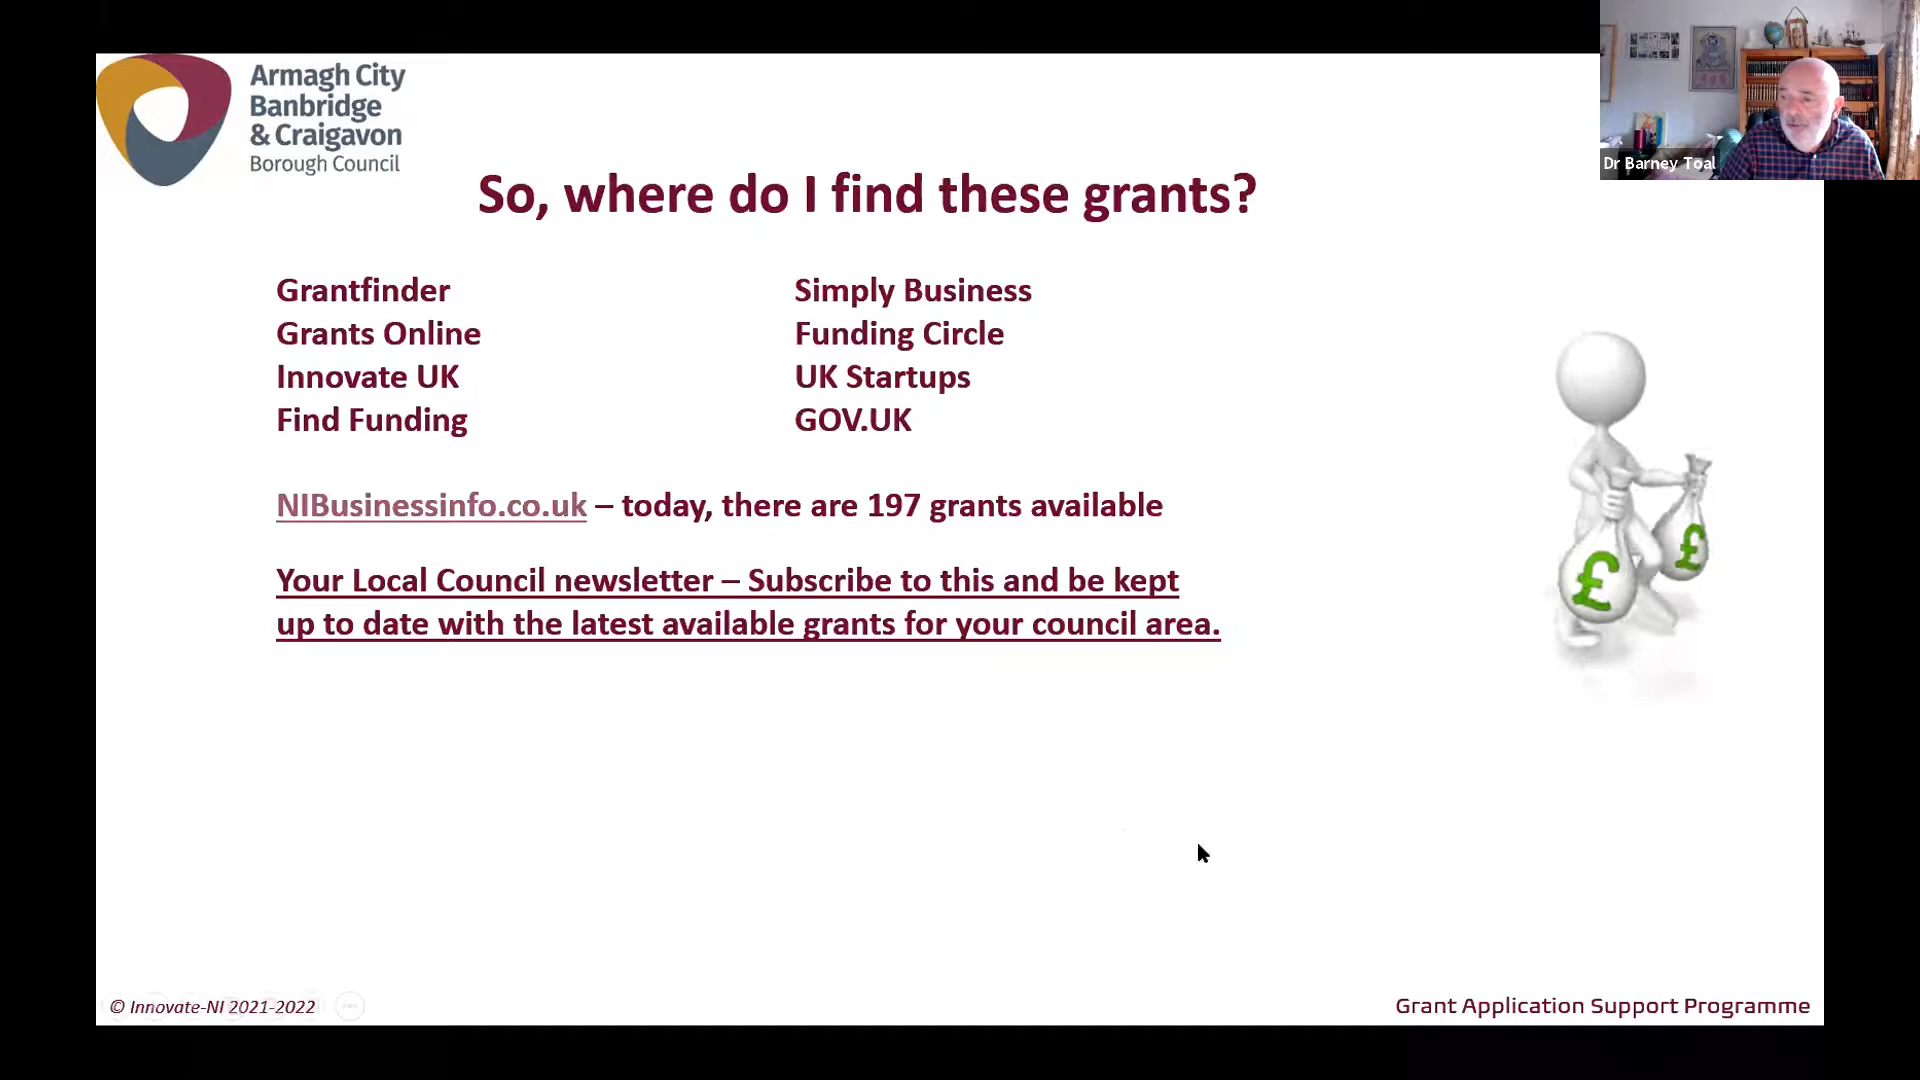 Armagh City
Banbridge
& Craigavon
Borough Council
Dr Barney Toal
So, where do I find these grants?
Grantfinder
Grants Online
Innovate UK
Find Funding
Simply Business
Funding Circle
UK Startups
GOV.UK
NIBusinessinfo.co.uk – today, there are 197 grants available
Your Local Council newsletter – Subscribe to this and be kept
up to date with the latest available grants for your council area.
£
£
© Innovate-NI 2021-2022
Grant Application Support Programme